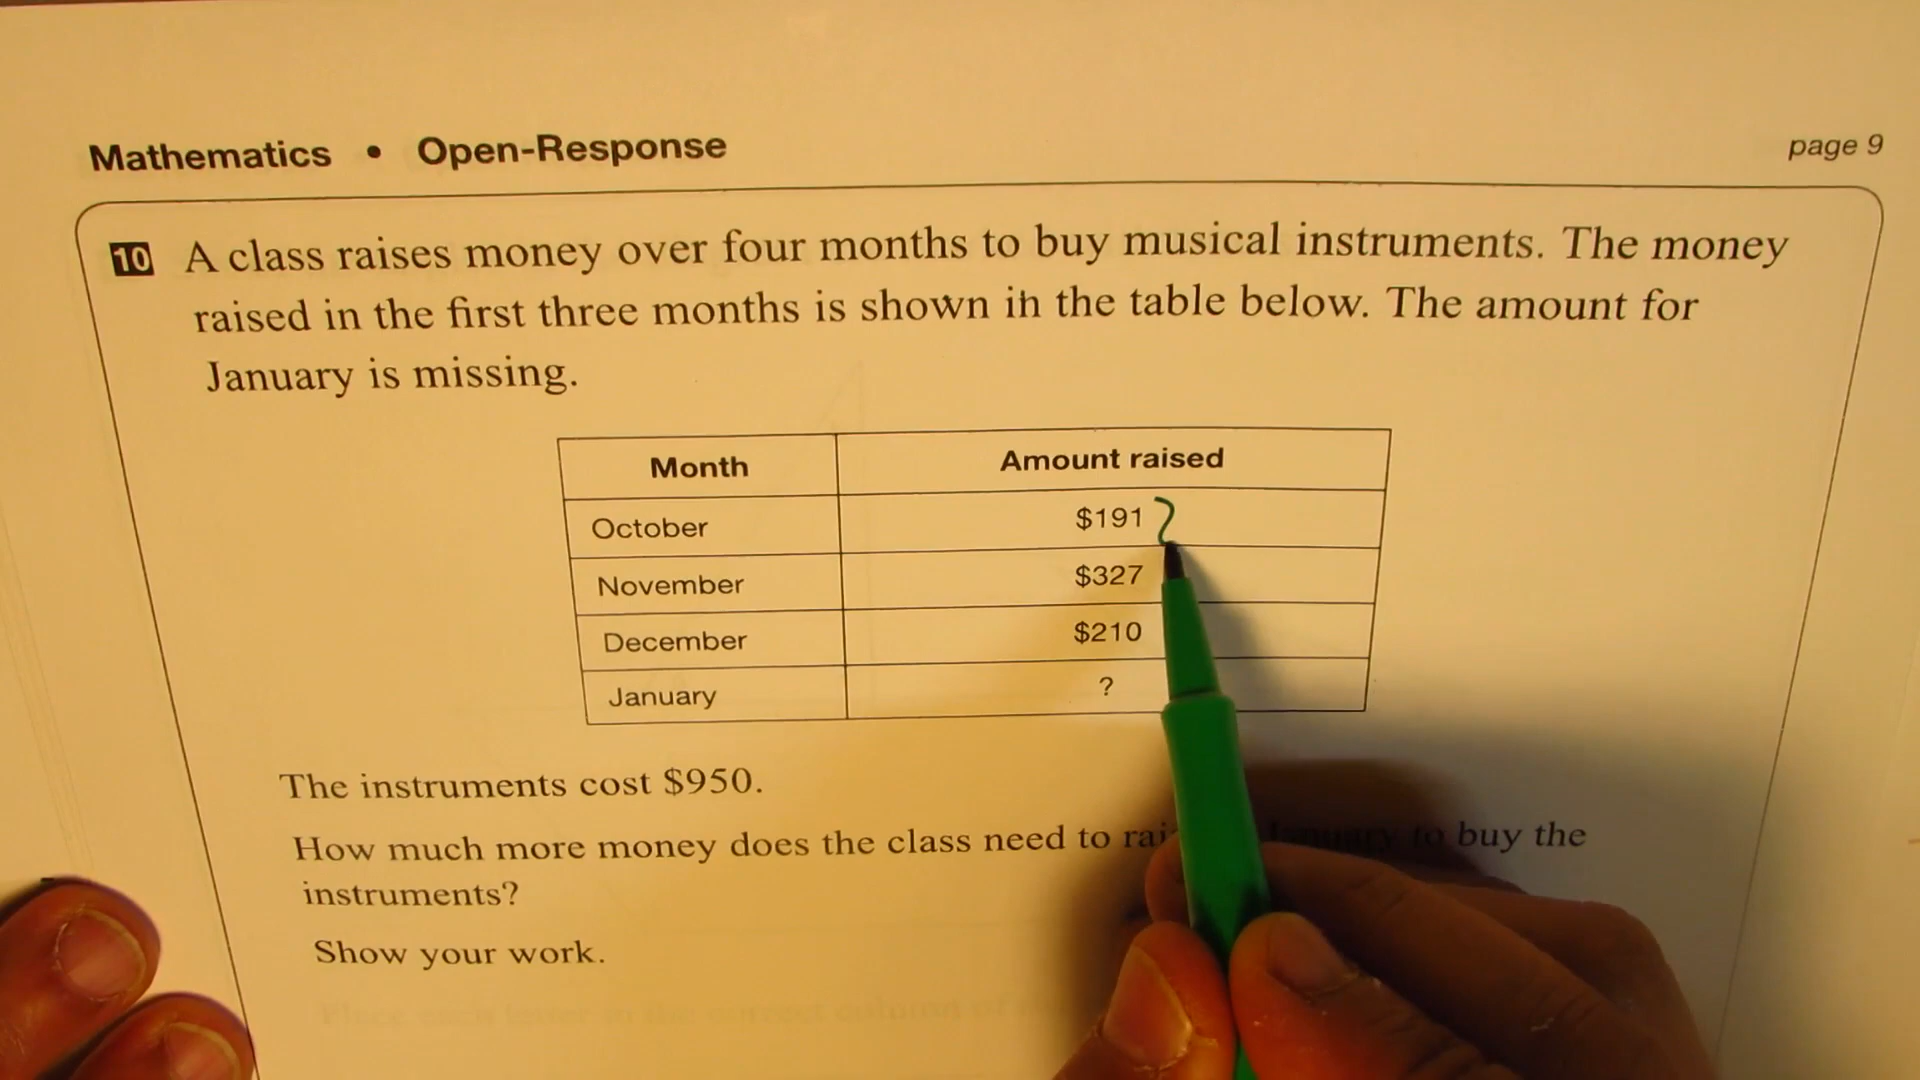 Mathematics • Open-Response
page 9
10 A class raises money over four months to buy musical instruments. The money
raised in the first three months is shown in the table below. The amount for
January is missing.
Month Amount raised
October $191
November $327
December $210
January ?
The instruments cost $950.
How much more money does the class need to January to buy the
instruments?
Show your work.